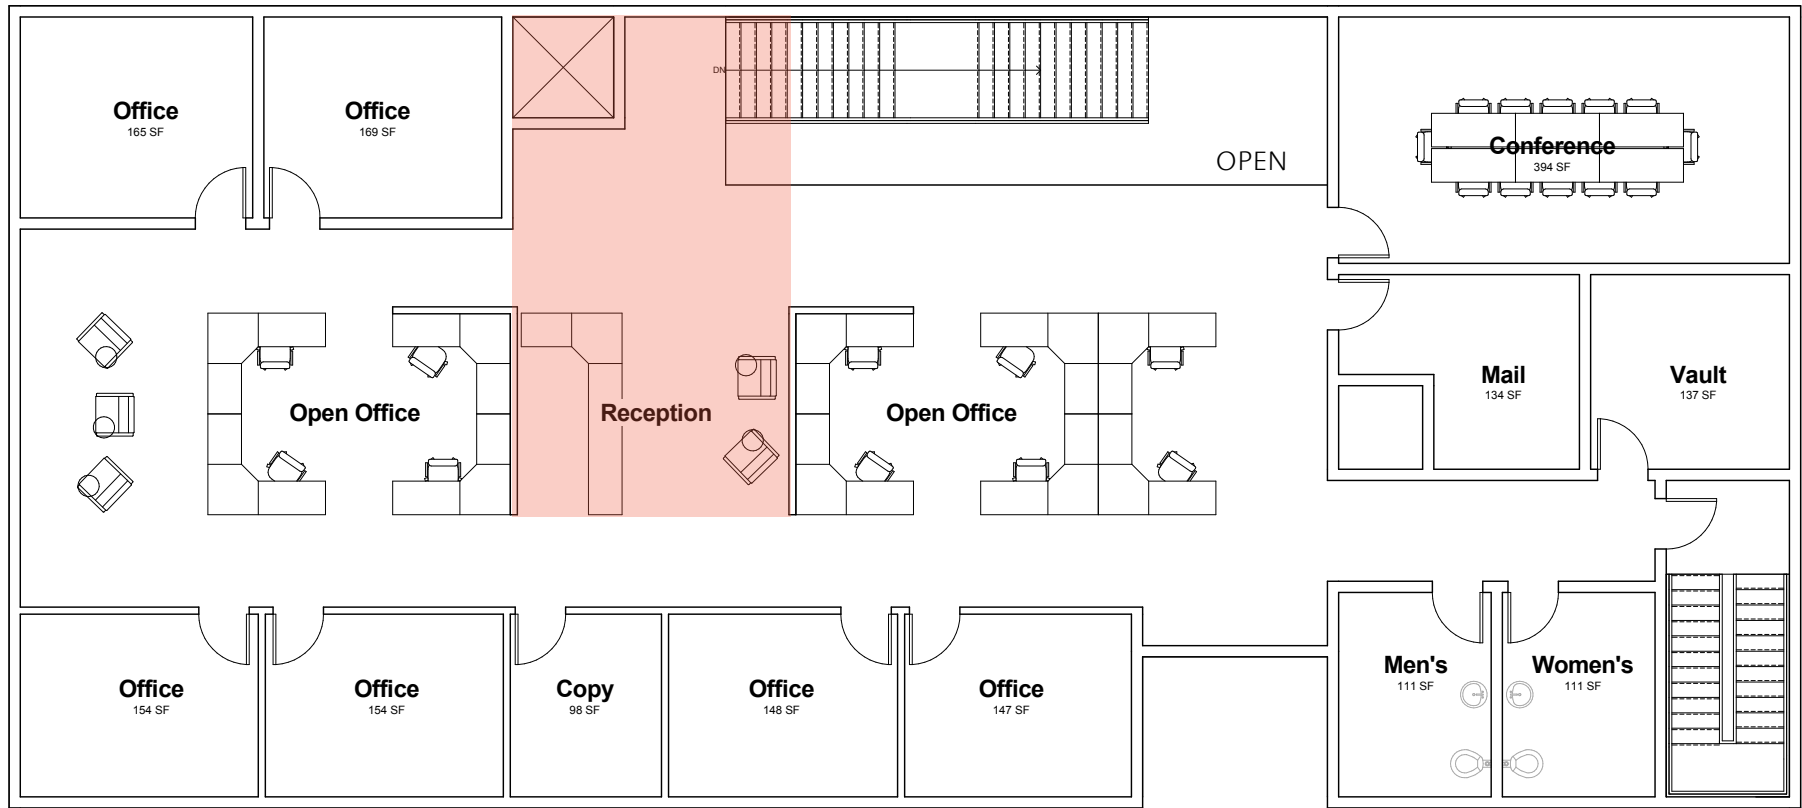 DN
Office
165 SF
Office
169 SF
OPEN
Conference
394 SF
Mail
134 SF
Vault
137 SF
Open Office
Reception
Open Office
Office
154 SF
Office
154 SF
Copy
98 SF
Office
148 SF
Office
147 SF
Men's
111 SF
Women's
111 SF